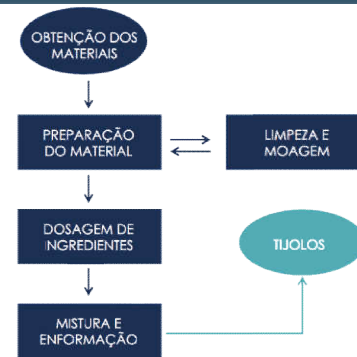 OBTENÇÃO DOS
MATERIAIS
PREPARAÇÃO
DO MATERIAL
LIMPEZA E
MOAGEM
DOSAGEM DE
INGREDIENTES
TIJOLOS
MISTURA E
ENFORMAÇÃO